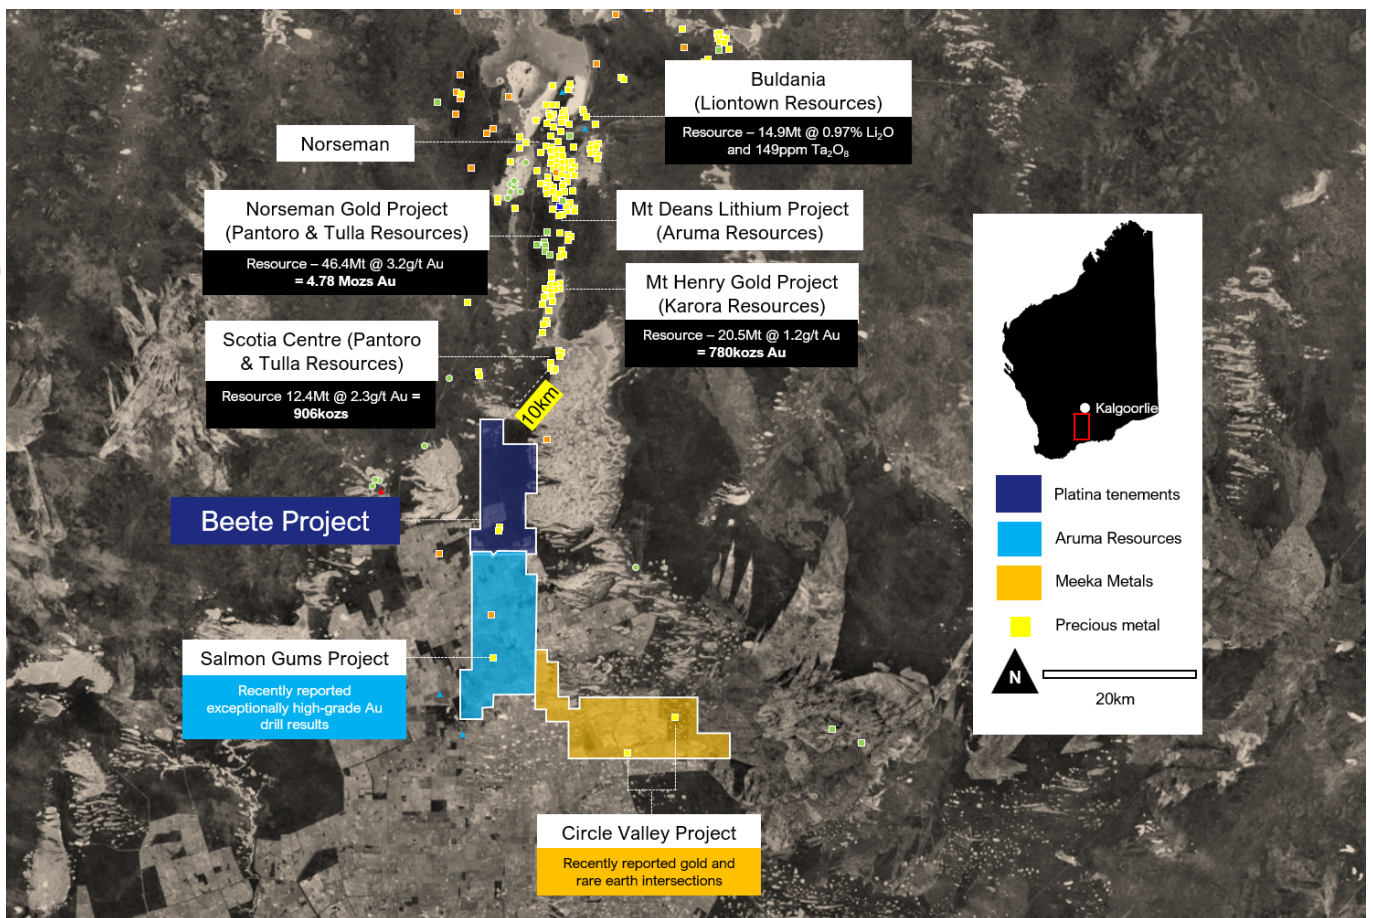 Buldania
(Liontown Resources)
Resource – 14.9Mt @ 0.97% Li₂O
and 149ppm Ta₂O₈
Norseman
Norseman Gold Project
(Pantoro & Tulla Resources)
Resource – 46.4Mt @ 3.2g/t Au
= 4.78 Mozs Au
Mt Deans Lithium Project
(Aruma Resources)
Mt Henry Gold Project
(Karora Resources)
Resource – 20.5Mt @ 1.2g/t Au
= 780kozs Au
Scotia Centre (Pantoro
& Tulla Resources)
Resource 12.4Mt @ 2.3g/t Au =
906kozs
10km
Beete Project
Salmon Gums Project
Recently reported
exceptionally high-grade Au
drill results
Circle Valley Project
Recently reported gold and
rare earth intersections
Kalgoorlie
Platina tenements
Aruma Resources
Meeka Metals
Precious metal
N
20km